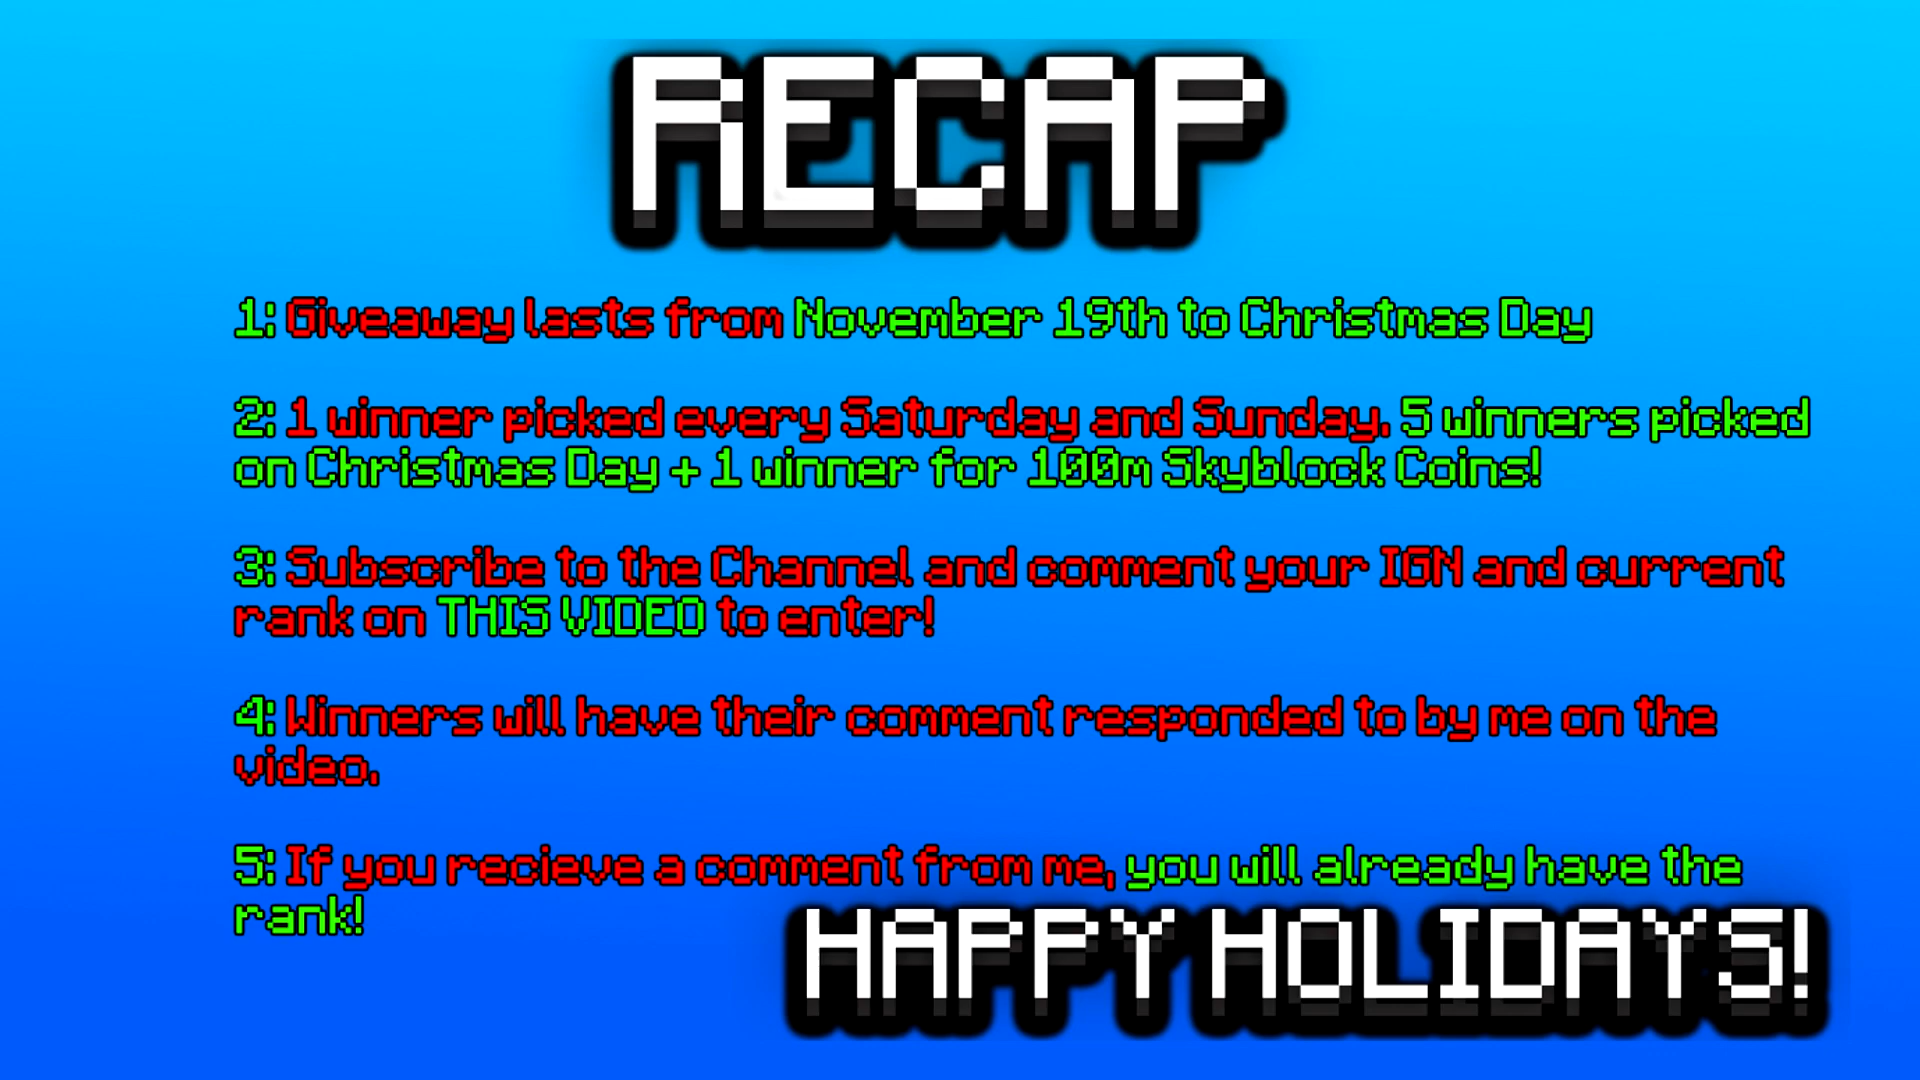 RECAP
1: Giveaway lasts from November 19th to Christmas Day
2: 1 winner picked every Saturday and Sunday. 5 winners picked
on Christmas Day + 1 winner for 100m Skyblock Coins!
3: Subscribe to the Channel and comment your IGN and current
rank on THIS VIDEO to enter!
4: Winners will have their comment responded to by me on the
video.
5: If you recieve a comment from me, you will already have the
rank!
HAPPY HOLIDAYS!